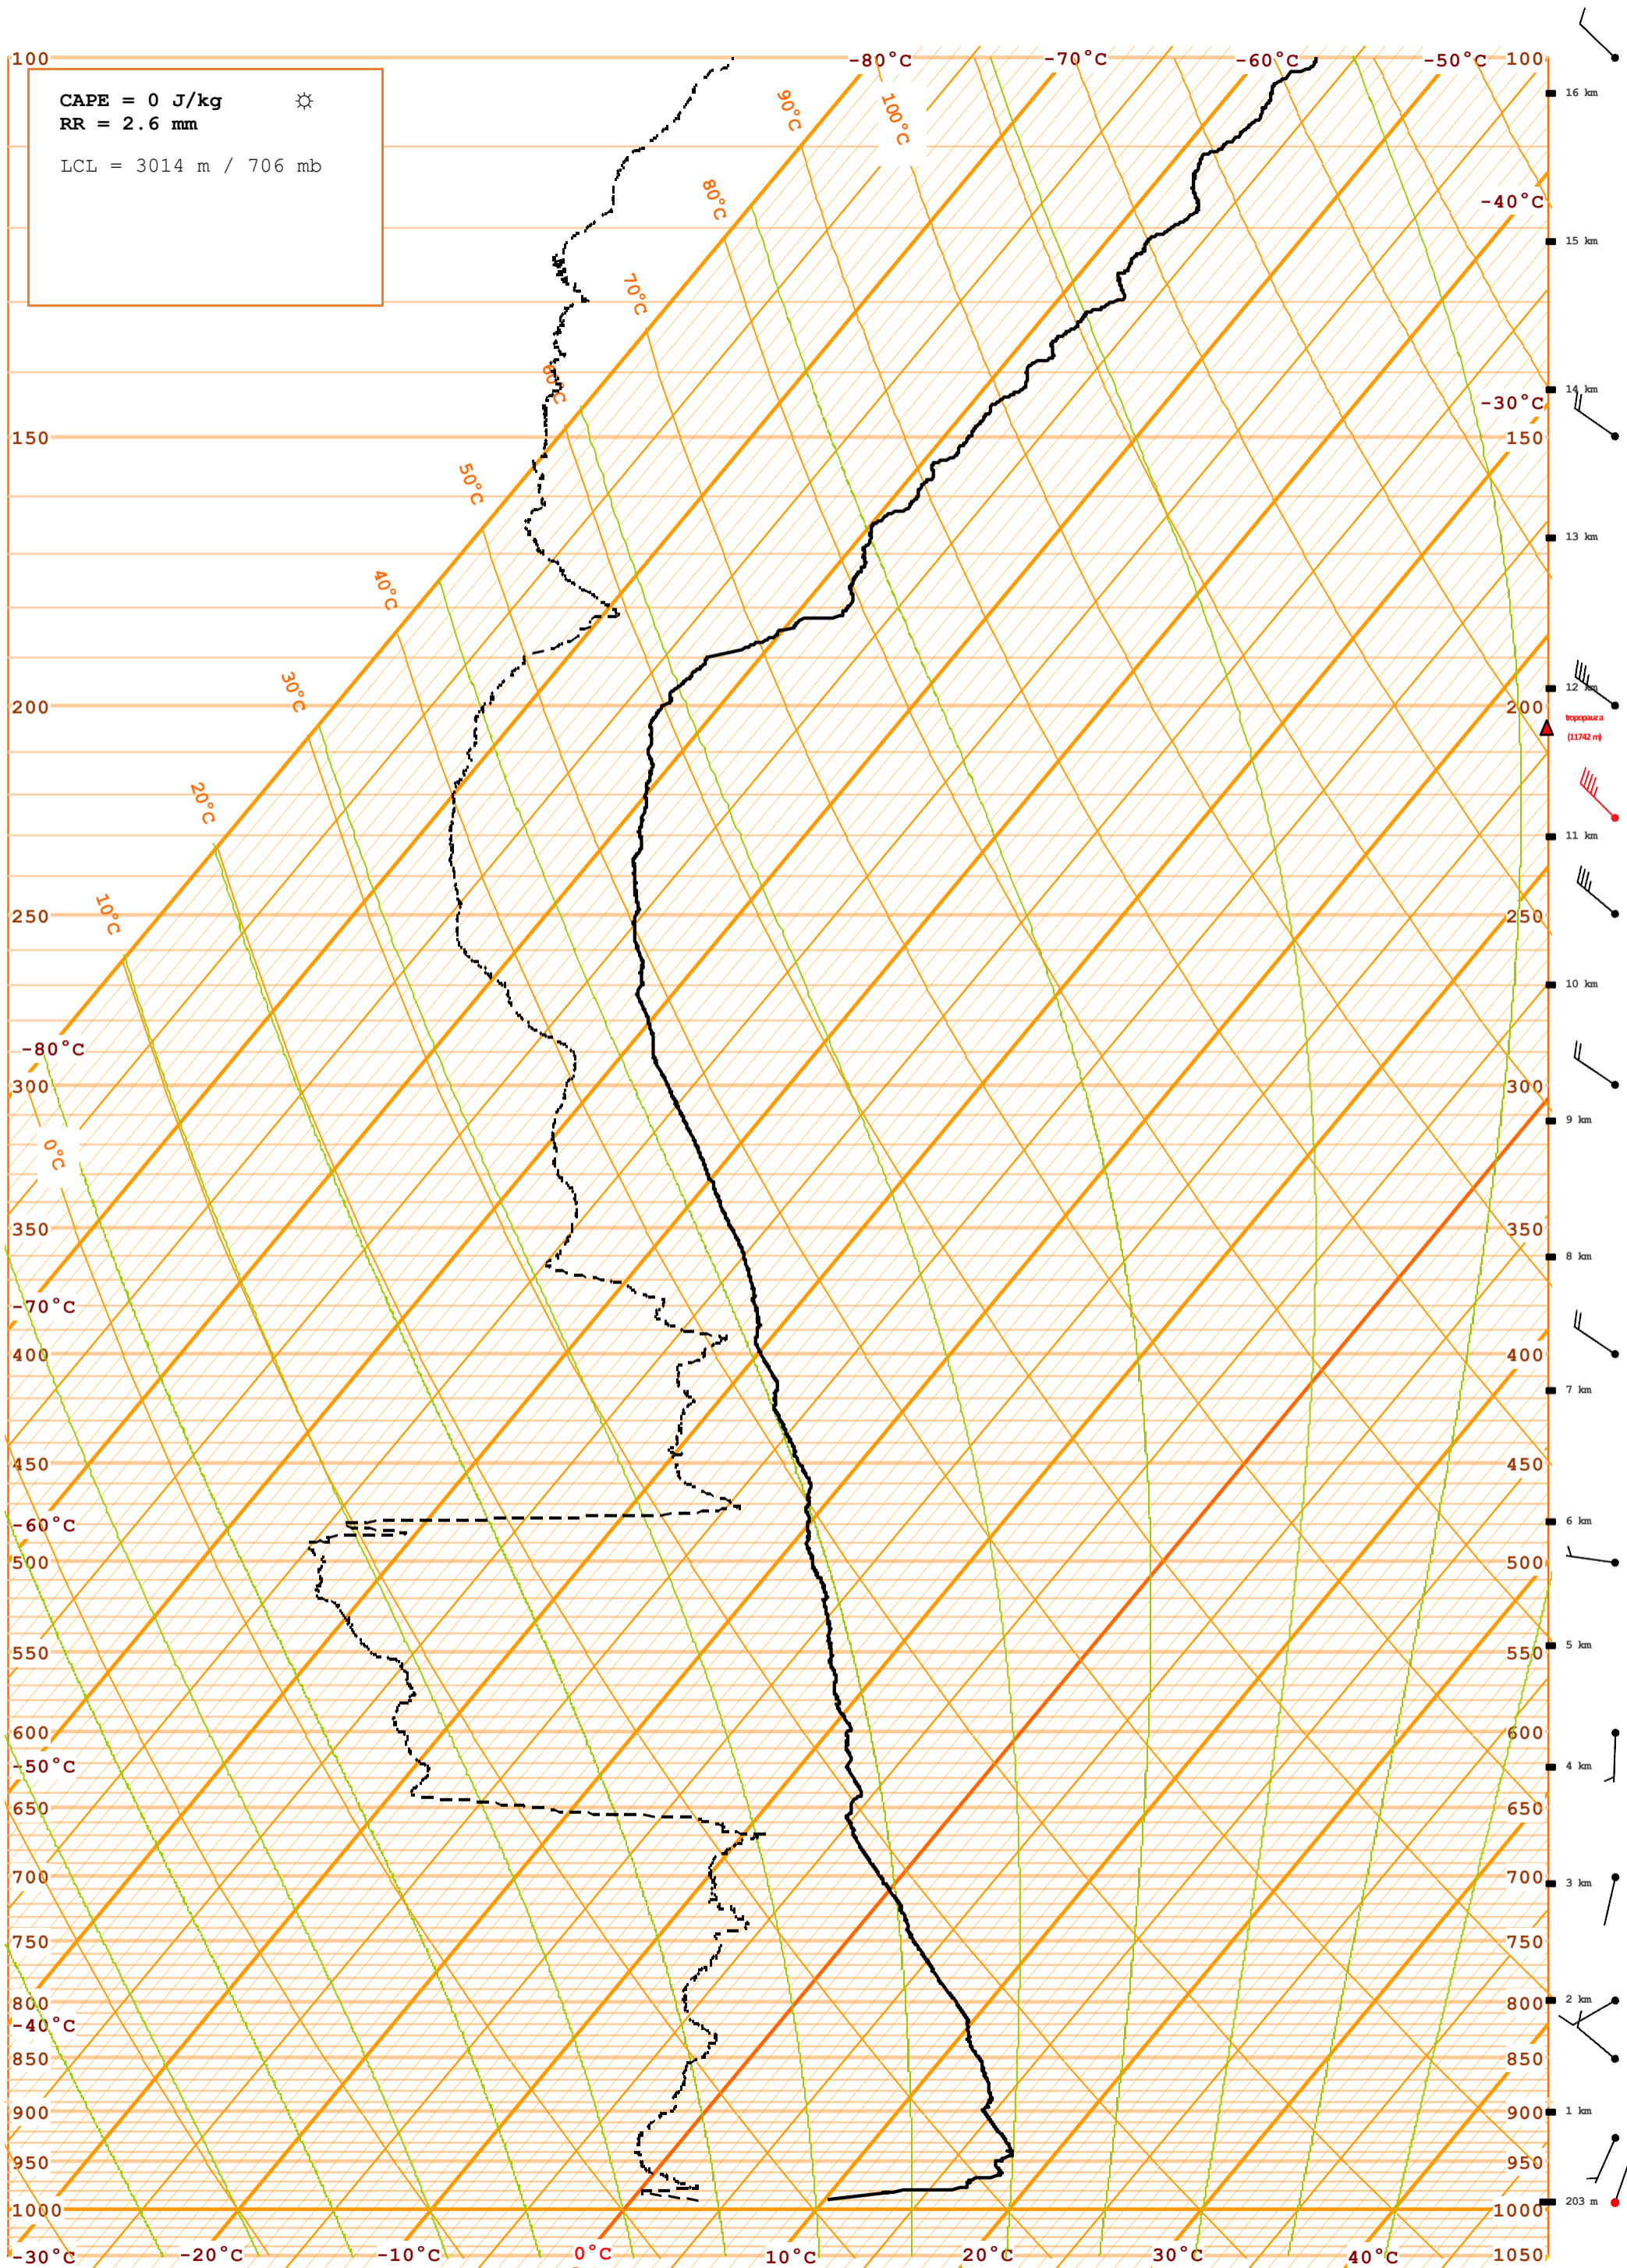 -80°C -70°C -60°C -50°C
100 100
16 km
CAPE = 0 J/kg
RR = 2.6 mm
LCL = 3014 m / 706 mb
90°C 100°C
80°C
-40°C
15 km
70°C
60°C
14 km
-30°C
150 150
50°C
13 km
40°C
30°C
12 km
200 200
tropopauza
(11742 m)
20°C
11 km
10°C
250 250
10 km
-80°C
300 300
9 km
0°C
350 350
8 km
-70°C
400 400
7 km
450 450
-60°C
6 km
500 500
5 km
550 550
600 600
-50°C
4 km
650 650
700 700
3 km
750 750
2 km
800 800
-40°C
850 850
900 900
1 km
950 950
203 m
1000 1000
-30°C -20°C -10°C 0°C 10°C 20°C 30°C 40°C 1050